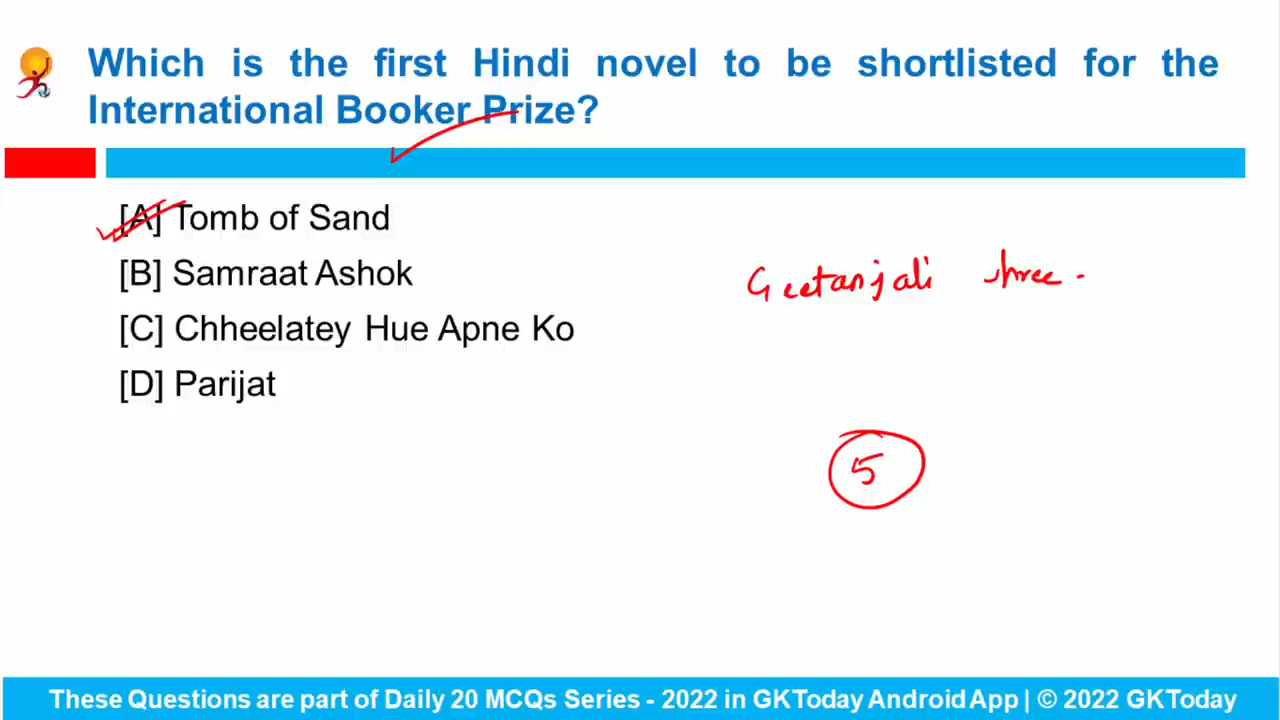 Which is the first Hindi novel to be shortlisted for the
International Booker Prize?
[A] Tomb of Sand
[B] Samraat Ashok
Geetanjali Shree.
[C] Chheelatey Hue Apne Ko
[D] Parijat
5
These Questions are part of Daily 20 MCQs Series - 2022 in GKToday Android App | © 2022 GKToday